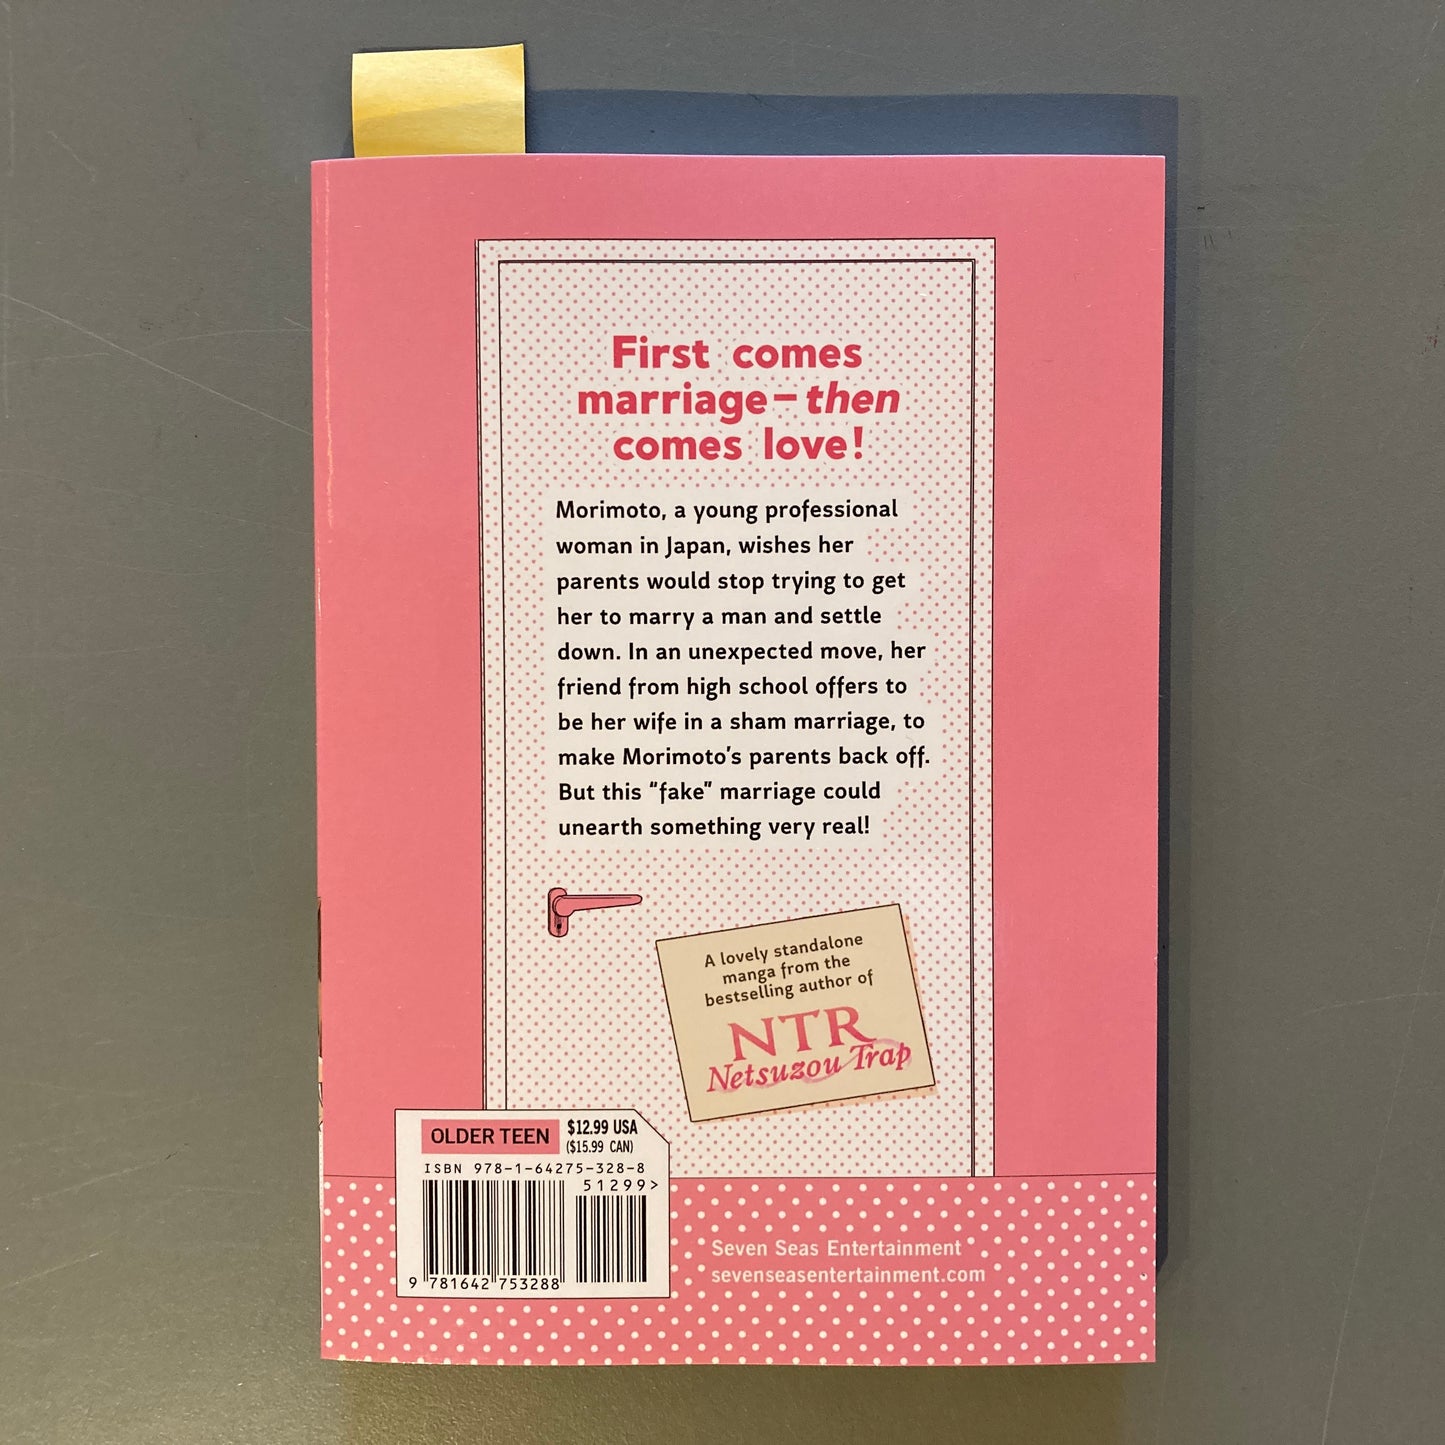 First comes
marriage—then
comes love!
Morimoto, a young professional
woman in Japan, wishes her
parents would stop trying to get
her to marry a man and settle
down. In an unexpected move, her
friend from high school offers to
be her wife in a sham marriage, to
make Morimoto's parents back off.
But this “fake” marriage could
unearth something very real!
A lovely standalone
manga from the
bestselling author of
NTR
Netsuzou Trap
OLDER TEEN
$12.99 USA
($15.99 CAN)
ISBN 978-1-64275-328-8
51299>
9 781642 753288
Seven Seas Entertainment
sevenseasentertainment.com